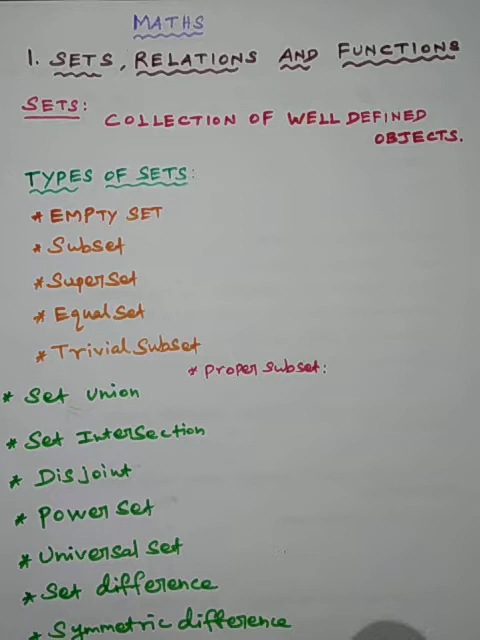 MATHS
1. SETS, RELATIONS AND FUNCTIONS
SETS:
COLLECTION OF WELL DEFINED
OBJECTS.
TYPES OF SETS:
* EMPTY SET
* Subset
* SuperSet
* Equal Set
* Trivial Subset
* Proper subset:
* Set Union
* Set Intersection
* Disjoint
* Power Set
* Universal Set
* Set difference
* Symmetric difference